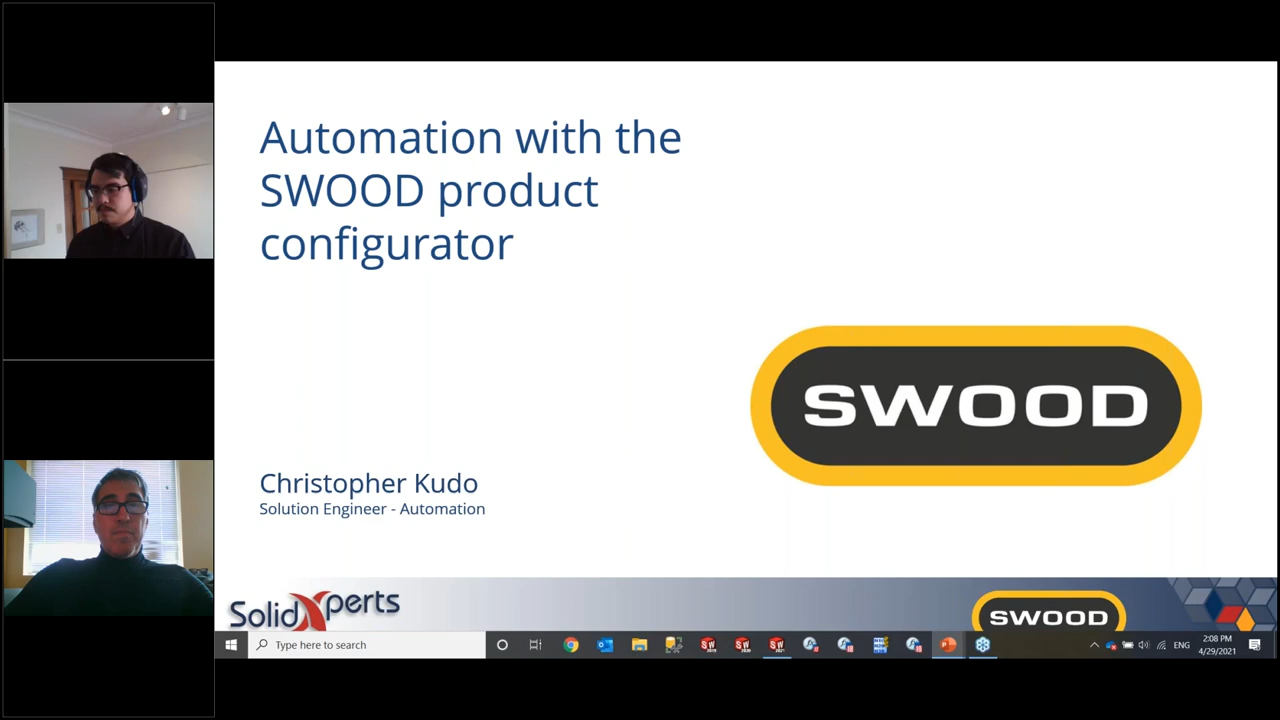 Automation with the
SWOOD product
configurator
SWOOD
Christopher Kudo
Solution Engineer - Automation
SolidXperts
SWOOD
Type here to search
ENG
2:08 PM
4/29/2021